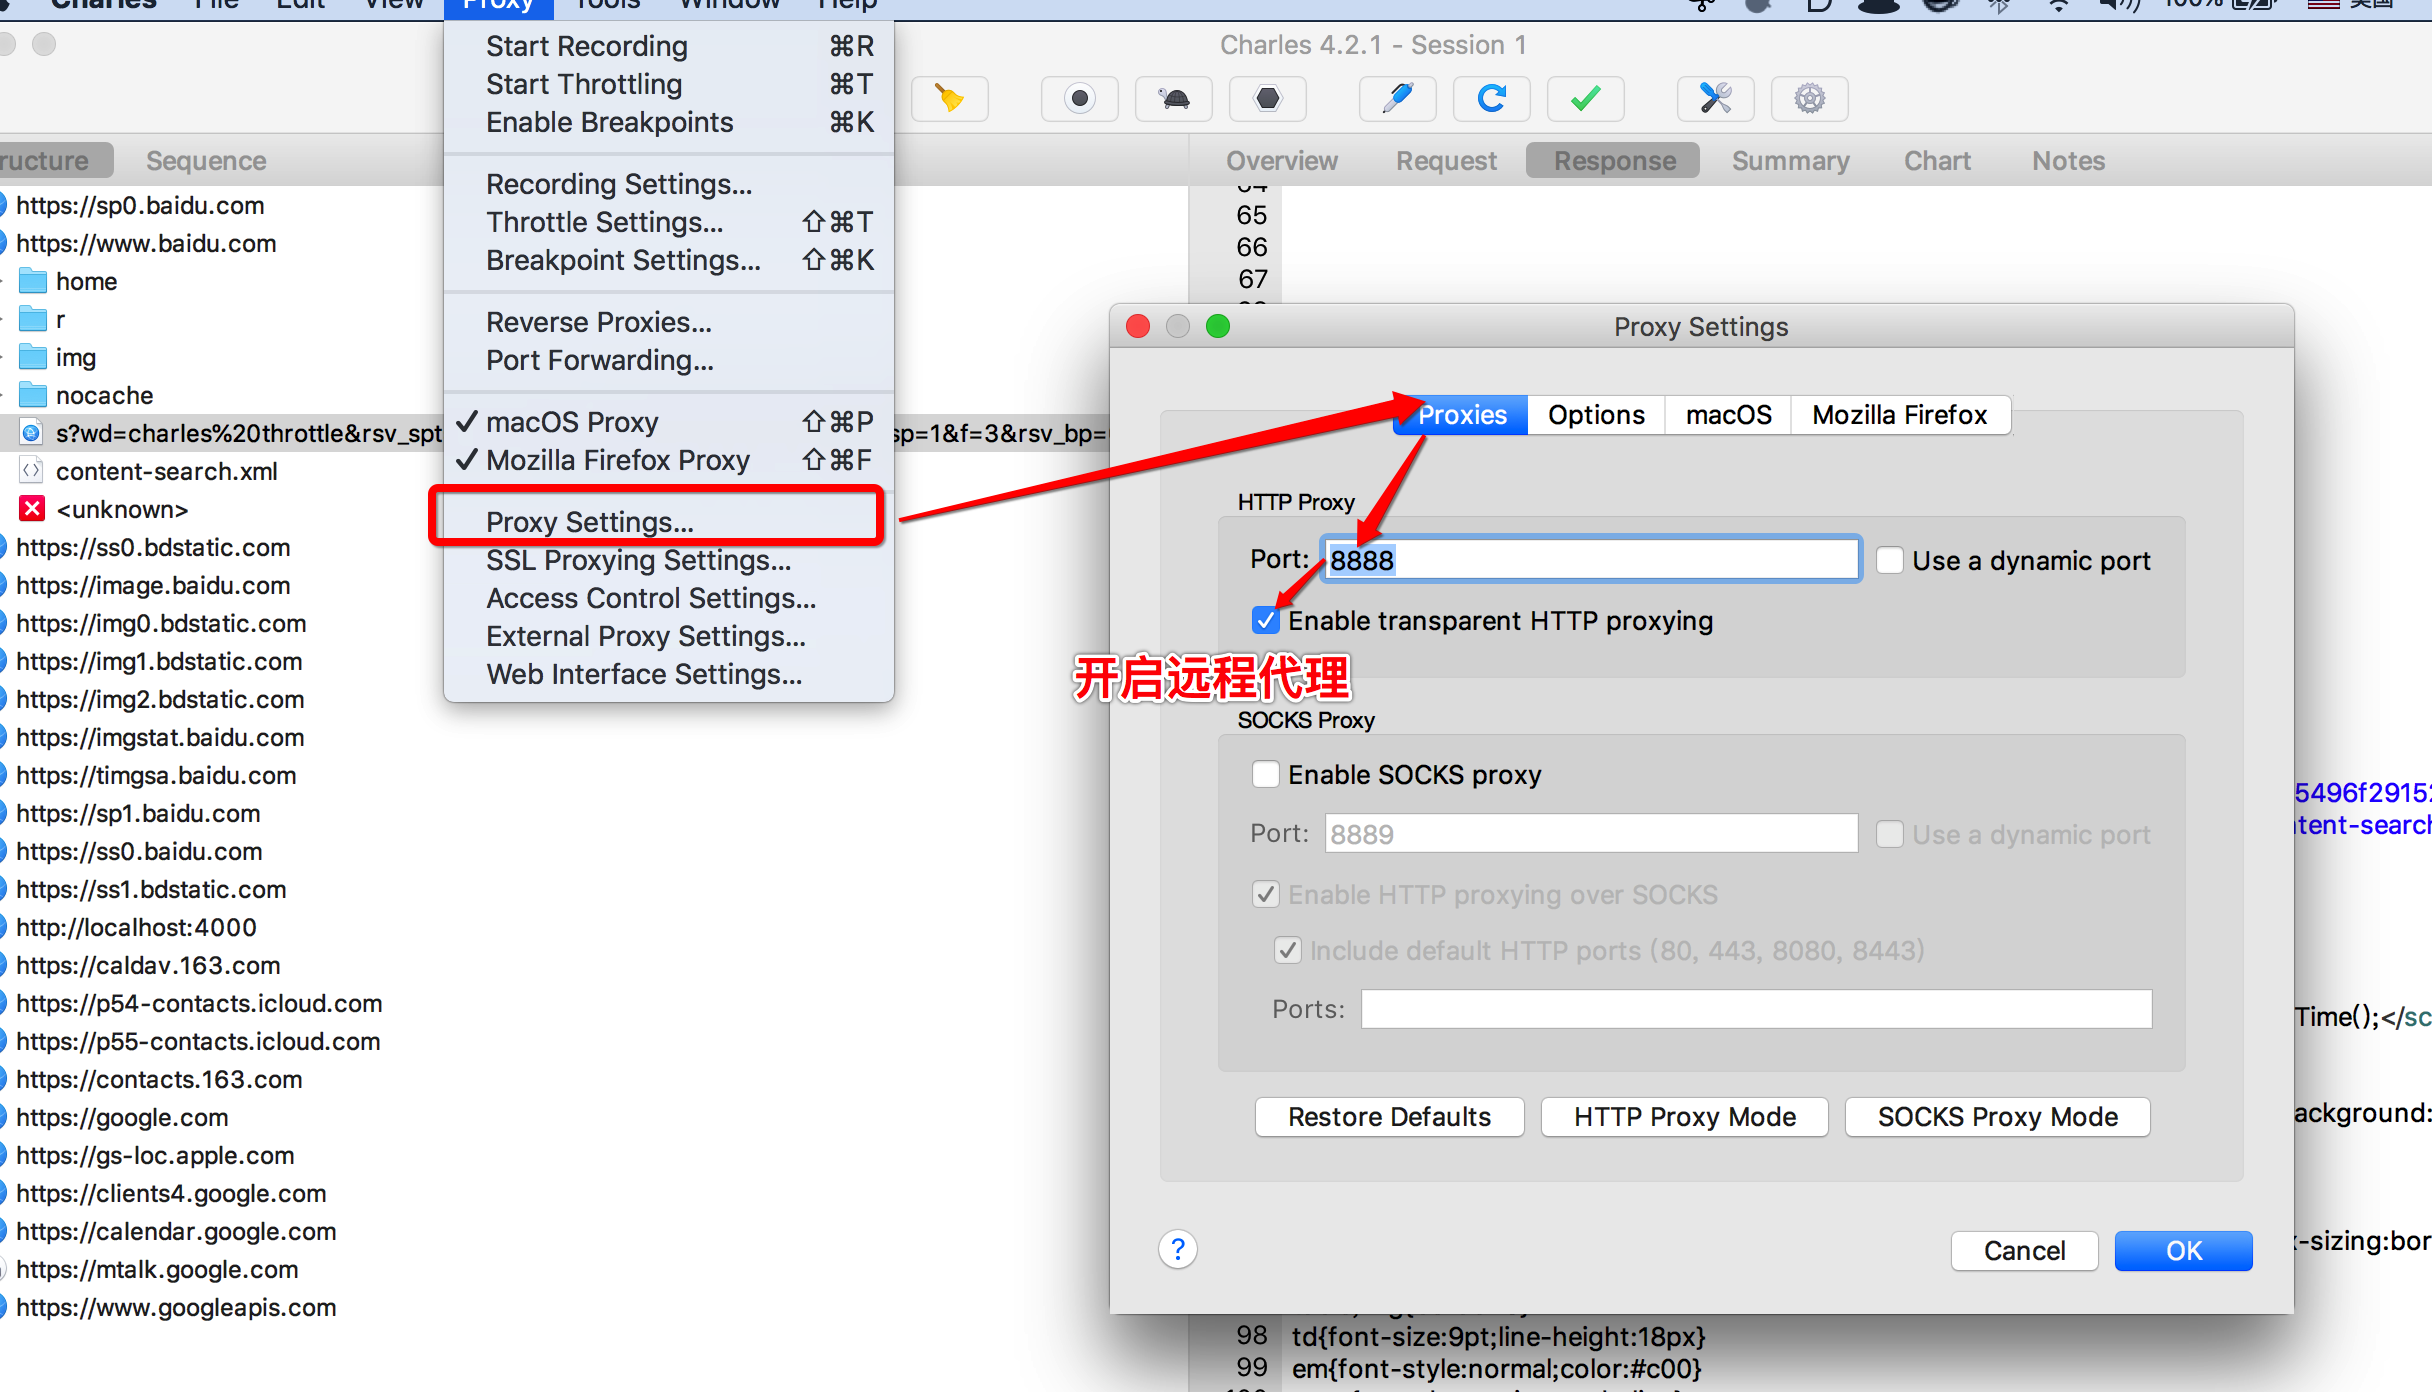 Charles File Edit View Proxy Tools Window Help 100% 美国
Charles 4.2.1 - Session 1
Start Recording ⌘R
Start Throttling ⌘T
Enable Breakpoints ⌘K
Recording Settings...
Throttle Settings... ⇧⌘T
Breakpoint Settings... ⇧⌘K
Reverse Proxies...
Port Forwarding...
✓ macOS Proxy ⇧⌘P
✓ Mozilla Firefox Proxy ⇧⌘F
Proxy Settings...
SSL Proxying Settings...
Access Control Settings...
External Proxy Settings...
Web Interface Settings...
ructure Sequence
https://sp0.baidu.com
https://www.baidu.com
home
r
img
nocache
s?wd=charles%20throttle&rsv_spt sp=1&f=3&rsv_bp=
content-search.xml
<unknown>
https://ss0.bdstatic.com
https://image.baidu.com
https://img0.bdstatic.com
https://img1.bdstatic.com
https://img2.bdstatic.com
https://imgstat.baidu.com
https://timgsa.baidu.com
https://sp1.baidu.com
https://ss0.baidu.com
https://ss1.bdstatic.com
http://localhost:4000
https://caldav.163.com
https://p54-contacts.icloud.com
https://p55-contacts.icloud.com
https://contacts.163.com
https://google.com
https://gs-loc.apple.com
https://clients4.google.com
https://calendar.google.com
https://mtalk.google.com
https://www.googleapis.com
Overview Request Response Summary Chart Notes
64
65
66
67
Proxy Settings
Proxies Options macOS Mozilla Firefox
HTTP Proxy
Port: 8888 Use a dynamic port
Enable transparent HTTP proxying
开启远程代理
SOCKS Proxy
Enable SOCKS proxy
Port: 8889 Use a dynamic port
Enable HTTP proxying over SOCKS
Include default HTTP ports (80, 443, 8080, 8443)
Ports:
Restore Defaults HTTP Proxy Mode SOCKS Proxy Mode
? Cancel OK
5496f2915
ntent-search
Time();</sc
ackground:
-sizing:bor
98 td{font-size:9pt;line-height:18px}
99 em{font-style:normal;color:#c00}